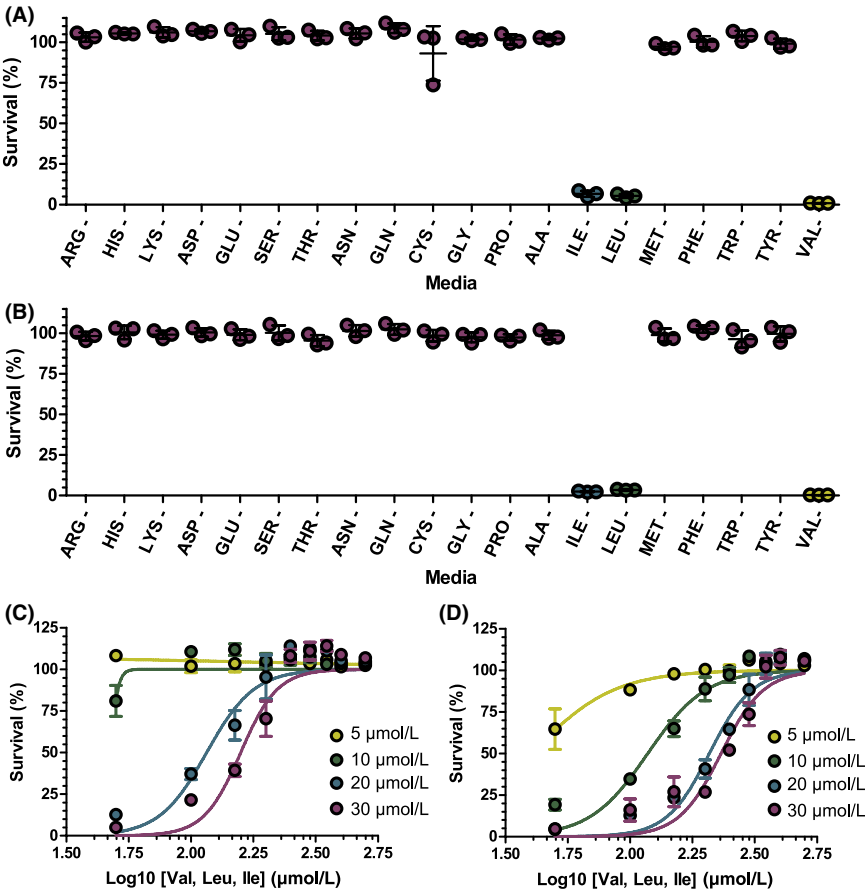 (A)
Survival (%)
100
75
50
25
0
ARG - HIS - LYS - ASP - GLU - SER - THR - ASN - GLN - CYS - GLY - PRO - ALA - ILE - LEU - MET - PHE - TRP - TYR - VAL-
Media
(B)
Survival (%)
100
75
50
25
0
ARG - HIS - LYS - ASP - GLU - SER - THR - ASN - GLN - CYS - GLY - PRO - ALA - ILE - LEU - MET - PHE - TRP - TYR - VAL-
Media
(C)
Survival (%)
125
100
75
50
25
0
1.50 1.75 2.00 2.25 2.50 2.75
Log10 [Val, Leu, Ile] (μmol/L)
5 μmol/L
10 μmol/L
20 μmol/L
30 μmol/L
(D)
Survival (%)
125
100
75
50
25
0
1.50 1.75 2.00 2.25 2.50 2.75
Log10 [Val, Leu, Ile] (μmol/L)
5 μmol/L
10 μmol/L
20 μmol/L
30 μmol/L